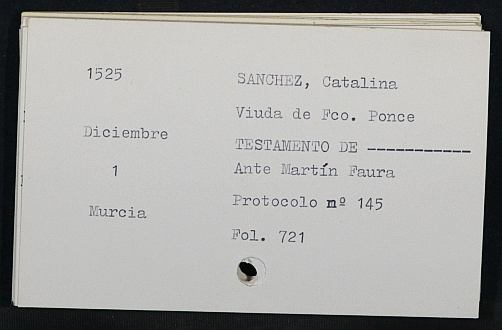 1525
Diciembre
1
Murcia
SANCHEZ, Catalina
Viuda de Fco. Ponce
TESTAMENTO DE -----------
Ante Martín Faura
Protocolo nº 145
Fol. 721